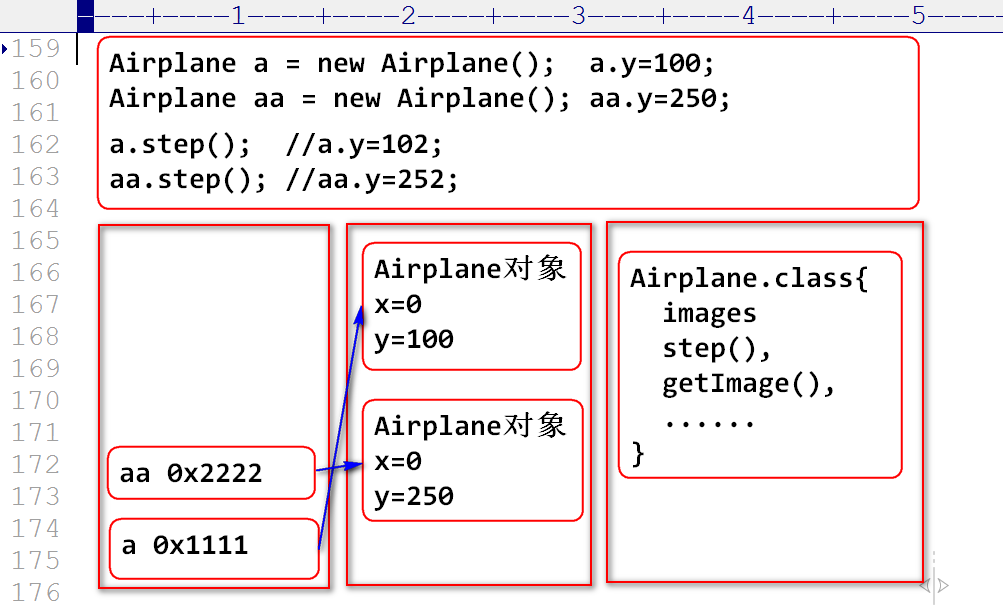 1 2 3 4 5
159
160
161
162
163
164
165
166
167
168
169
170
171
172
173
174
175
176
Airplane a = new Airplane();  a.y=100;
Airplane aa = new Airplane(); aa.y=250;
a.step();  //a.y=102;
aa.step(); //aa.y=252;
aa 0x2222
a 0x1111
Airplane对象
x=0
y=100
Airplane对象
x=0
y=250
Airplane.class{
images
step(),
getImage(),
......
}